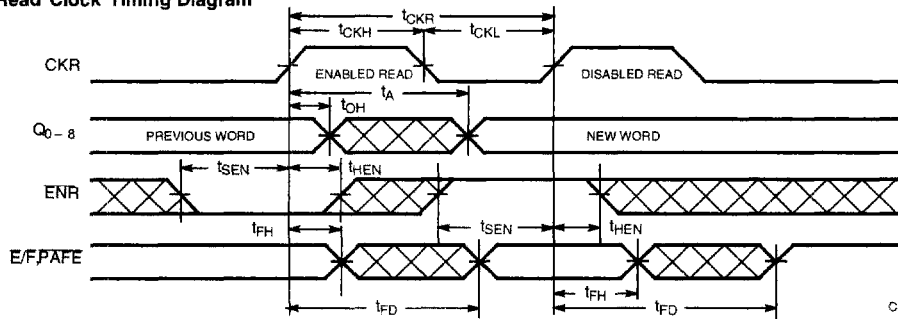 Read Clock Timing Diagram
tCKR
tCKH
tCKL
CKR
ENABLED READ
DISABLED READ
tA
tOH
Q0–8
PREVIOUS WORD
NEW WORD
tSEN
tHEN
ENR
tFH
tSEN
tHEN
E/F,PAFE
tFH
tFD
tFD
C